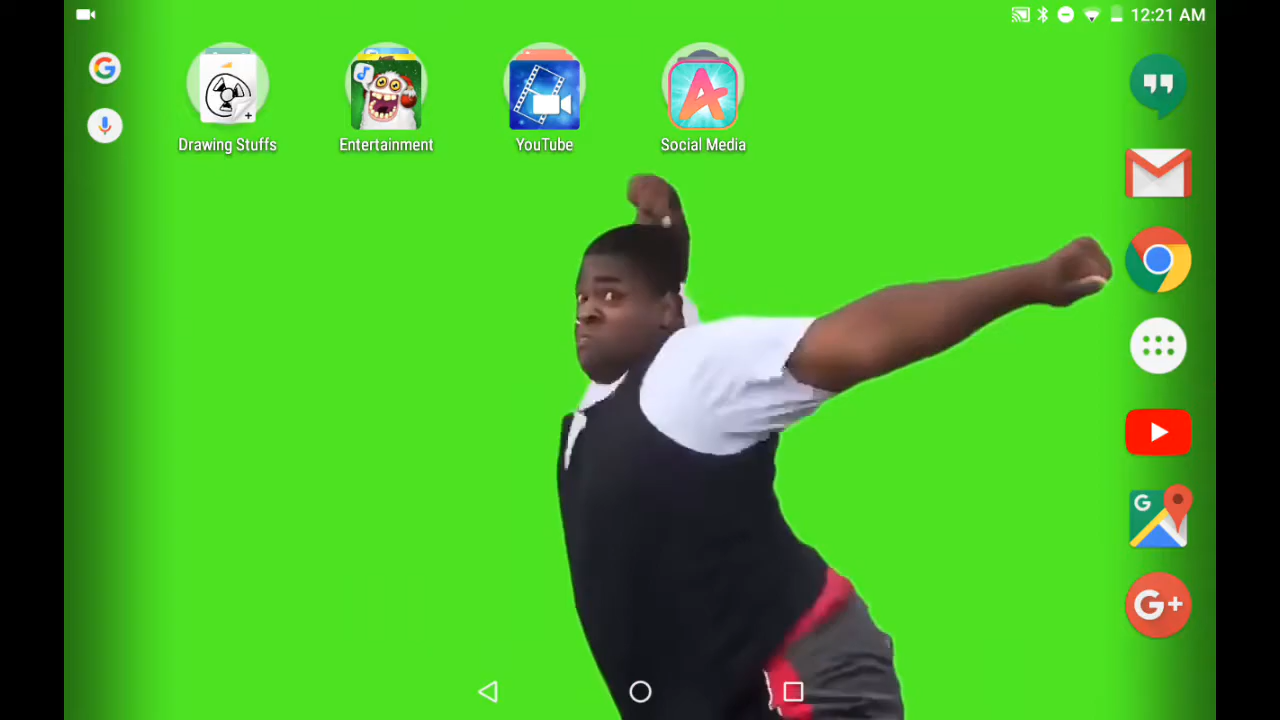 12:21 AM
Drawing Stuffs
Entertainment
YouTube
Social Media
G+